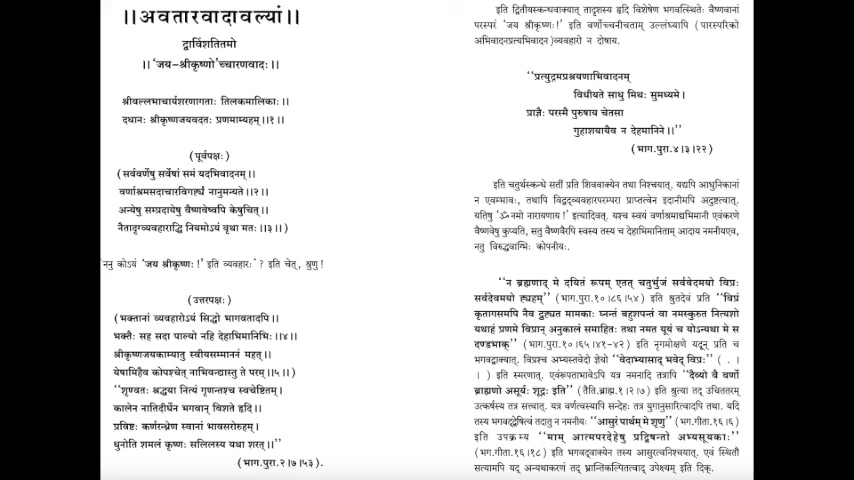 ।।अवतारवादावल्यां।।
द्वाविंशतितमो
।। 'जय-श्रीकृष्णो'च्चारणवादः।।
श्रीवल्लभाचार्यशरणागताः तिलकमालिकाः।।
दधानः श्रीकृष्णजयवदतः प्रणमाम्यहम्।।१।।
(पूर्वपक्षः)
(सर्ववर्णेषु सर्वेषां समं यदभिवादनम्।।
वर्णाश्रमसदाचारविगर्ह्यं नानुमन्यते।।२।।
अन्येषु सम्प्रदायेषु वैष्णवेष्वपि केषुचित्।।
नैतादृग्व्यवहाराद्धि नियमोऽयं वृथा मतः।।३।।)
ननु कोऽयं 'जय श्रीकृष्णः!' इति व्यवहारः? इति चेत्, श्रुणु!
(उत्तरपक्षः)
(भक्तानां व्यवहारोऽयं सिद्धो भागवतादपि।।
भक्तैः सह सदा पाल्यो नहि देहाभिमानिभिः।।४।।
श्रीकृष्णजयकाम्यातु स्वीयसम्माननं महत्।।
येषामिहैव कोपश्चेत् नाभिवन्द्यास्तु ते परम्।।५।।)
"शृण्वतः श्रद्धया नित्यं गृणन्तश्च स्वचेष्टितम्।
कालेन नातिदीर्घेन भगवान् विशते हृदि।।
प्रविष्टः कर्णरन्ध्रेण स्वानां भावसरोरुहम्।
धुनोति शमलं कृष्णः सलिलस्य यथा शरत्।।"
(भाग.पुरा.२।७।५३).
इति द्वितीयस्कन्धवाक्यात् तादृशस्य हृदि विशेषेण भगवत्स्थितेः वैष्णवानां
परस्परं 'जय श्रीकृष्णः!' इति वर्णोच्चनीचताम् उल्लंघ्यापि (पारस्परिको
अभिवादनप्रत्यभिवादन)व्यवहारो न दोषाय.
"प्रत्युद्गमप्रश्रयणाभिवादनम्
विधीयते साधु मिथः सुमध्यमे।
प्राज्ञैः परस्मै पुरुषाय चेतसा
गुहाशयायैव न देहमानिने।।"
(भाग.पुरा.४।३।२२)
इति चतुर्थस्कन्धे सतीं प्रति शिववाक्येन तथा निश्चयात्. यद्यपि आधुनिकानां
न एवम्भावः, तथापि विद्वद्व्यवहारपरम्परा प्राप्तत्वेन इदानीमपि अदुष्टत्वात्.
यतिषु 'ॐ नमो नारायणाय!' इत्यादिवत्. यश्च स्वयं वर्णाश्रमाद्यभिमानी एवंकरणे
वैष्णवेषु कुप्यति, सतु वैष्णवैरपि स्वस्य तस्य च देहाभिमानिताम् आदाय नमनीयएव,
नतु विरुद्धवाग्भिः कोपनीयः.
"न ब्रह्मणाद् मे दयितं रूपम् एतत् चतुर्भुजं सर्ववेदमयो विप्रः
सर्वदेवमयो ह्यहम्" (भाग.पुरा.१०।८६।५४) इति श्रुतदेवं प्रति "विप्रं
कृतागसमपि नैव द्रुह्यत मामकाः घ्नन्तं बहुशपन्तं वा नमस्कुरुत नित्यशो
यथाहं प्रणमे विप्रान् अनुकालं समाहितः तथा नमत यूयं च योऽन्यथा मे स
दण्डभाक्" (भाग.पुरा.१०।६५।४१-४२) इति नृगमोक्षणे यदून् प्रति च
भगवद्वाक्यात्. विप्रश्च अभ्यस्तवेदो ज्ञेयो "वेदाभ्यासाद् भवेद् विप्रः" ( . ।
। ) इति स्मरणात्. एवंरूपताभावेऽपि यत्र नमनादि तत्रापि "दैव्यो वै वर्णो
ब्राह्मणो असूर्यः शूद्रः इति" (तैति.ब्राह्म.१।२।७) इति श्रुत्या तद् उचिततरम्
उत्कर्षस्य तत्र सत्त्वात्. यत्र वर्णत्वस्यापि सन्देहः तत्र युगानुसारित्वादपि तथा. यदि
तस्य भगवद्द्वेषित्वं तदातु न नमनीयः "आसुरं पार्थम् मे शृणु" (भग.गीता.१६।६)
इति उपक्रम्य "माम् आत्मपरदेहेषु प्रद्विषन्तो अभ्यसूयकाः"
(भग.गीता.१६।१८) इति भगवद्वाक्येन तस्य आसुरत्वनिश्चयात्. एवं स्थितौ
सत्यामपि यद् अन्यथाकरणं तद् भ्रान्तिकल्पितत्वाद् उपेक्ष्यम् इति दिक्.